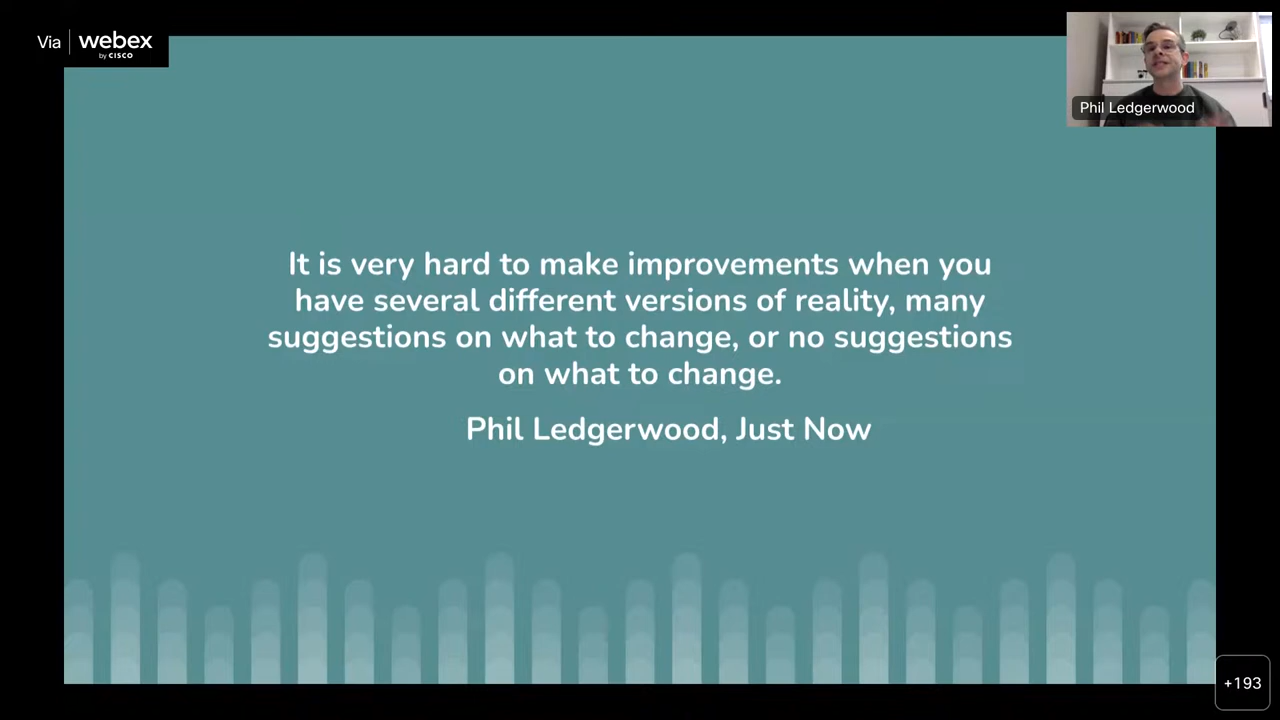 Via webex
by CISCO
Phil Ledgerwood
It is very hard to make improvements when you
have several different versions of reality, many
suggestions on what to change, or no suggestions
on what to change.
Phil Ledgerwood, Just Now
+193